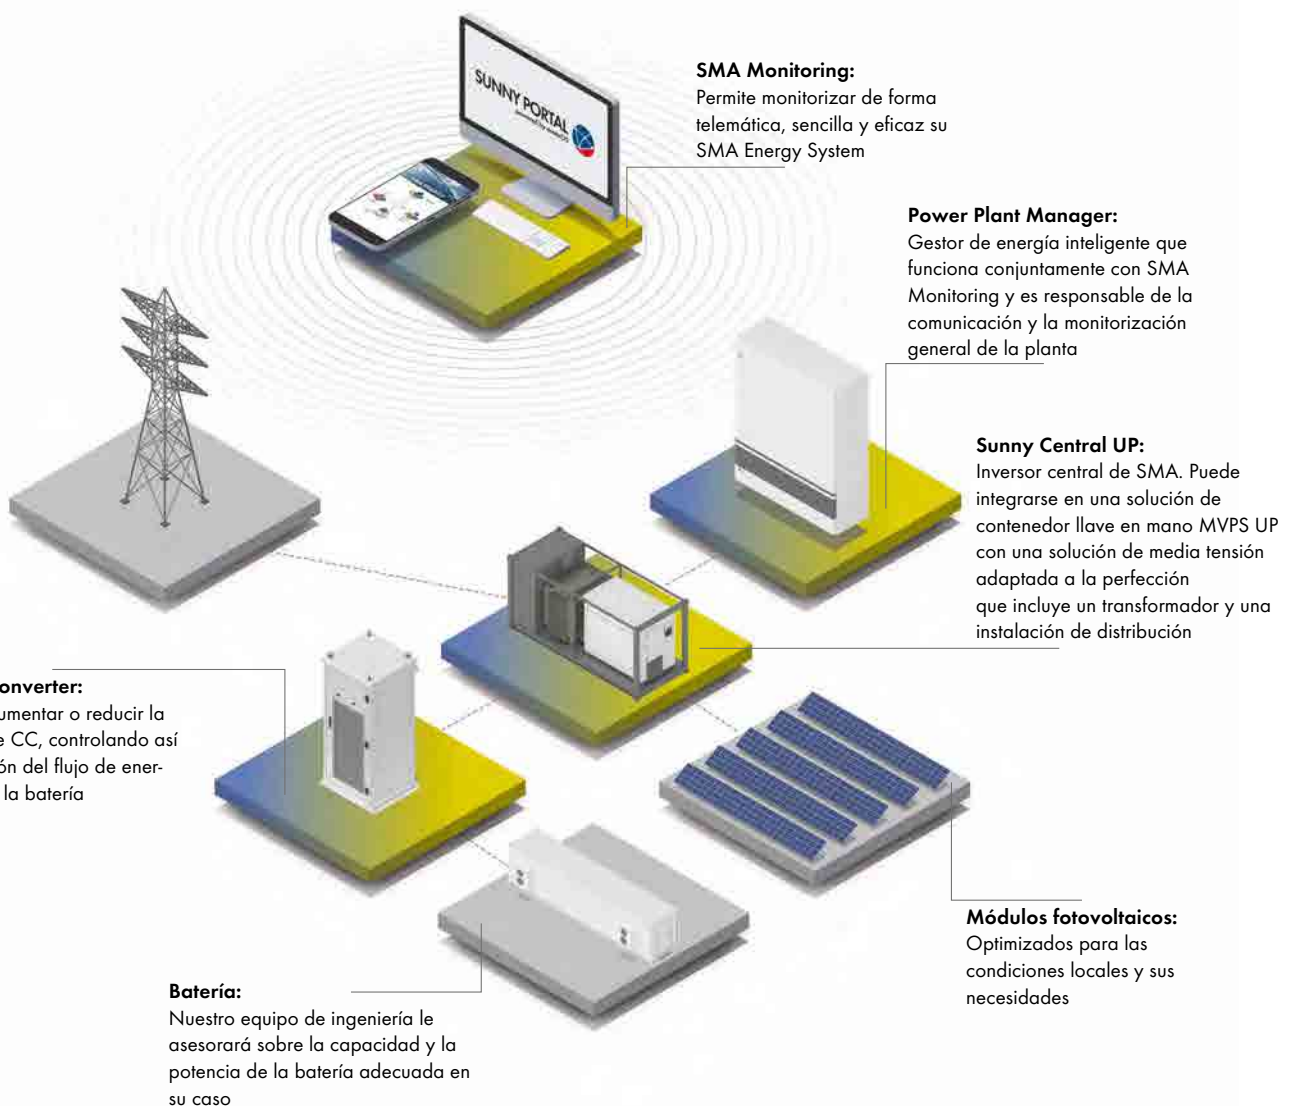 SUNNY PORTAL
SMA Monitoring:
Permite monitorizar de forma
telemática, sencilla y eficaz su
SMA Energy System
Power Plant Manager:
Gestor de energía inteligente que
funciona conjuntamente con SMA
Monitoring y es responsable de la
comunicación y la monitorización
general de la planta
Sunny Central UP:
Inversor central de SMA. Puede
integrarse en una solución de
contenedor llave en mano MVPS UP
con una solución de media tensión
adaptada a la perfección
que incluye un transformador y una
instalación de distribución
onverter:
umentar o reducir la
e CC, controlando así
ón del flujo de ener-
la batería
Módulos fotovoltaicos:
Optimizados para las
condiciones locales y sus
necesidades
Batería:
Nuestro equipo de ingeniería le
asesorará sobre la capacidad y la
potencia de la batería adecuada en
su caso